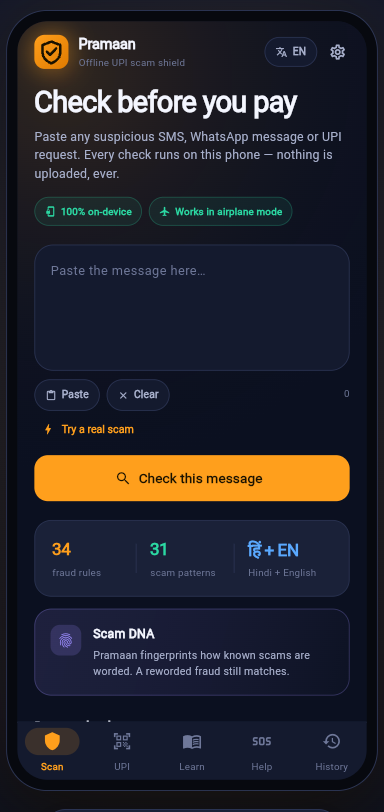 Pramaan
Offline UPI scam shield
EN
Check before you pay
Paste any suspicious SMS, WhatsApp message or UPI
request. Every check runs on this phone — nothing is
uploaded, ever.
100% on-device
Works in airplane mode
Paste the message here…
Paste
Clear
0
Try a real scam
Check this message
34
fraud rules
31
scam patterns
हिं + EN
Hindi + English
Scam DNA
Pramaan fingerprints how known scams are
worded. A reworded fraud still matches.
Scan
UPI
Learn
SOS
Help
History